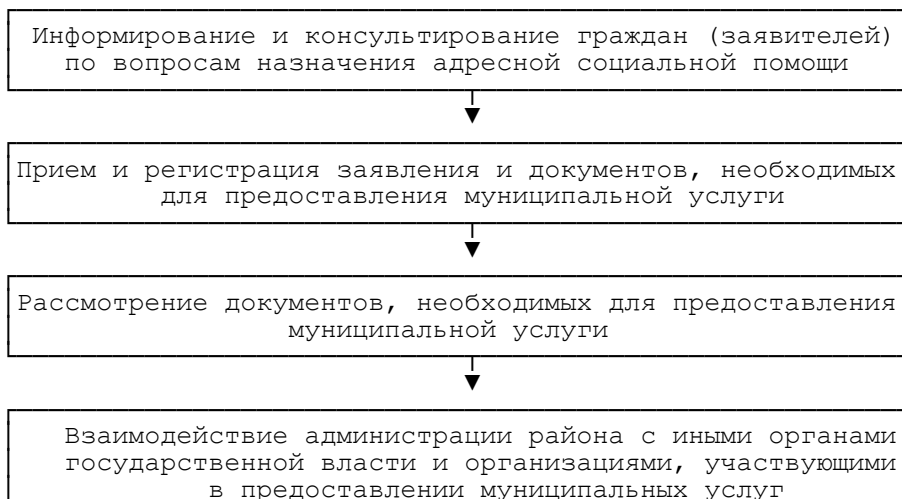 Информирование и консультирование граждан (заявителей)
по вопросам назначения адресной социальной помощи
Прием и регистрация заявления и документов, необходимых
для предоставления муниципальной услуги
Рассмотрение документов, необходимых для предоставления
муниципальной услуги
Взаимодействие администрации района с иными органами
государственной власти и организациями, участвующими
в предоставлении муниципальных услуг